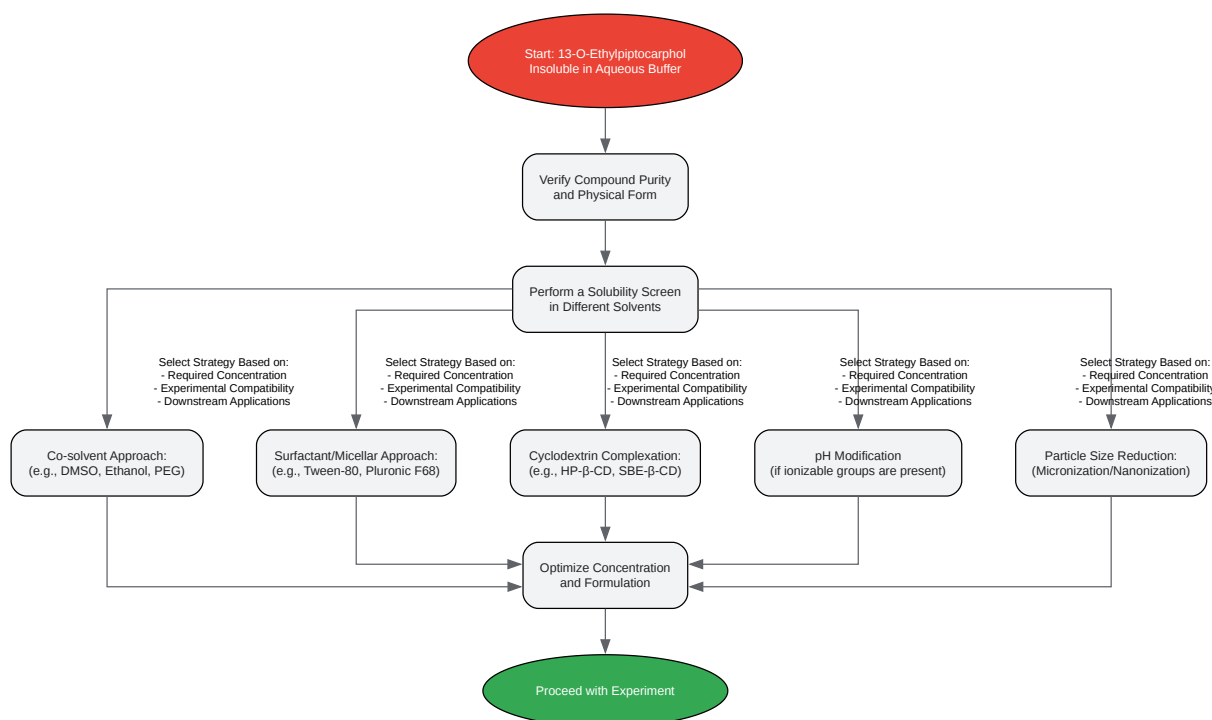 Start: 13-O-Ethylpiptocarphol
Insoluble in Aqueous Buffer
Verify Compound Purity
and Physical Form
Perform a Solubility Screen
in Different Solvents
Select Strategy Based on:
- Required Concentration
- Experimental Compatibility
- Downstream Applications
Select Strategy Based on:
- Required Concentration
- Experimental Compatibility
- Downstream Applications
Select Strategy Based on:
- Required Concentration
- Experimental Compatibility
- Downstream Applications
Select Strategy Based on:
- Required Concentration
- Experimental Compatibility
- Downstream Applications
Select Strategy Based on:
- Required Concentration
- Experimental Compatibility
- Downstream Applications
Co-solvent Approach:
(e.g., DMSO, Ethanol, PEG)
Surfactant/Micellar Approach:
(e.g., Tween-80, Pluronic F68)
Cyclodextrin Complexation:
(e.g., HP-β-CD, SBE-β-CD)
pH Modification
(if ionizable groups are present)
Particle Size Reduction:
(Micronization/Nanonization)
Optimize Concentration
and Formulation
Proceed with Experiment